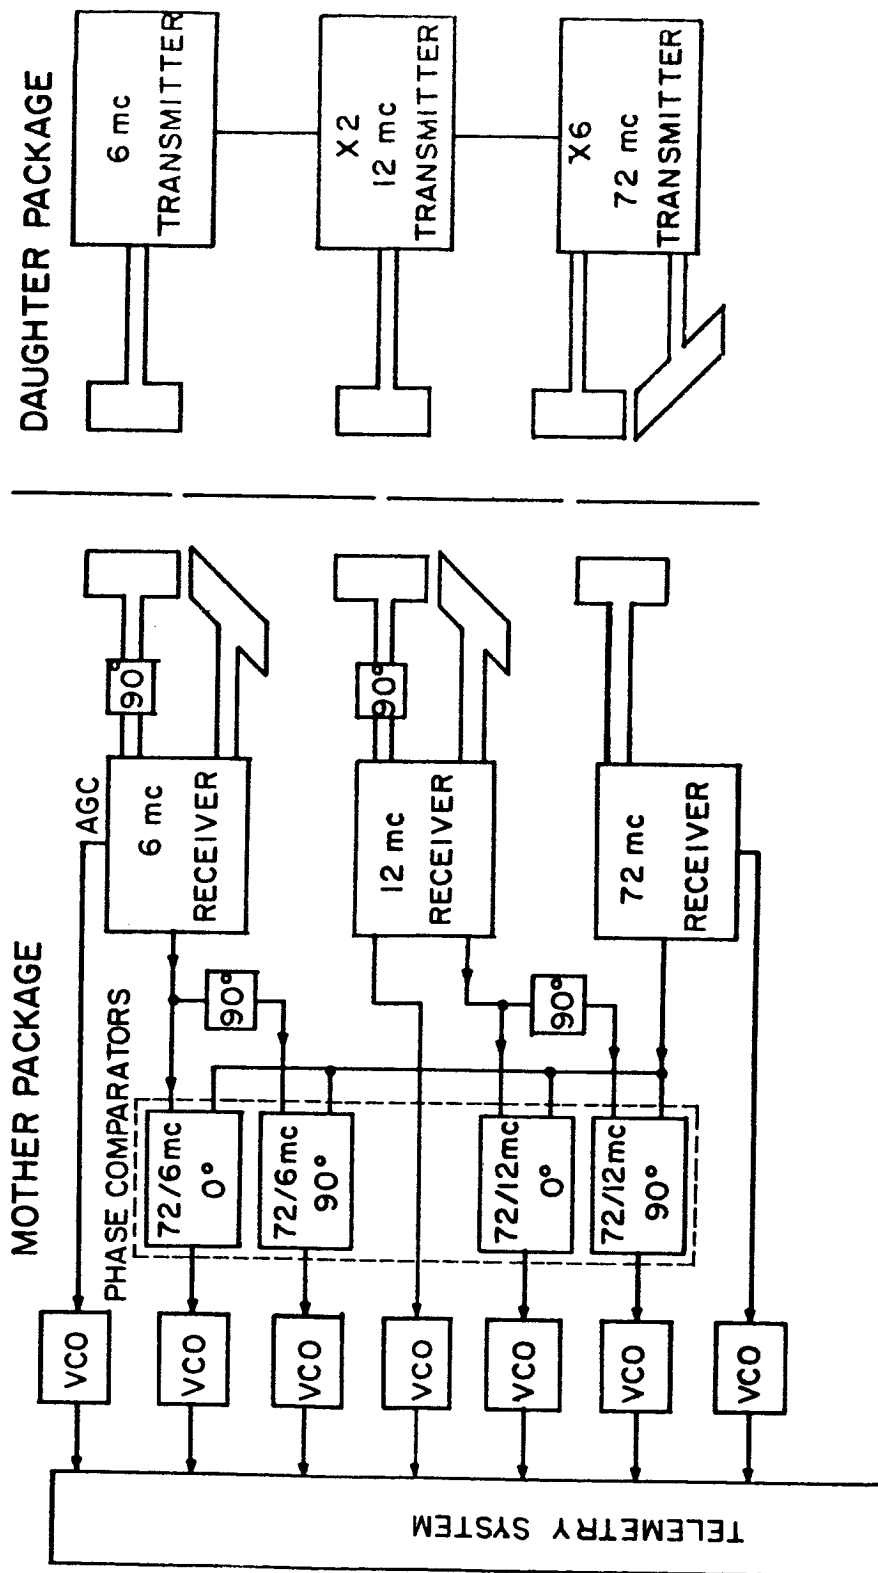 MOTHER PACKAGE
DAUGHTER PACKAGE
PHASE COMPARATORS
AGC
TELEMETRY SYSTEM
VCO
VCO
VCO
VCO
VCO
VCO
VCO
72/6mc
0°
72/6mc
90°
72/12mc
0°
72/12mc
90°
90°
90°
6 mc
RECEIVER
12 mc
RECEIVER
72 mc
RECEIVER
90°
90°
6 mc
TRANSMITTER
X2
12 mc
TRANSMITTER
X6
72 mc
TRANSMITTER